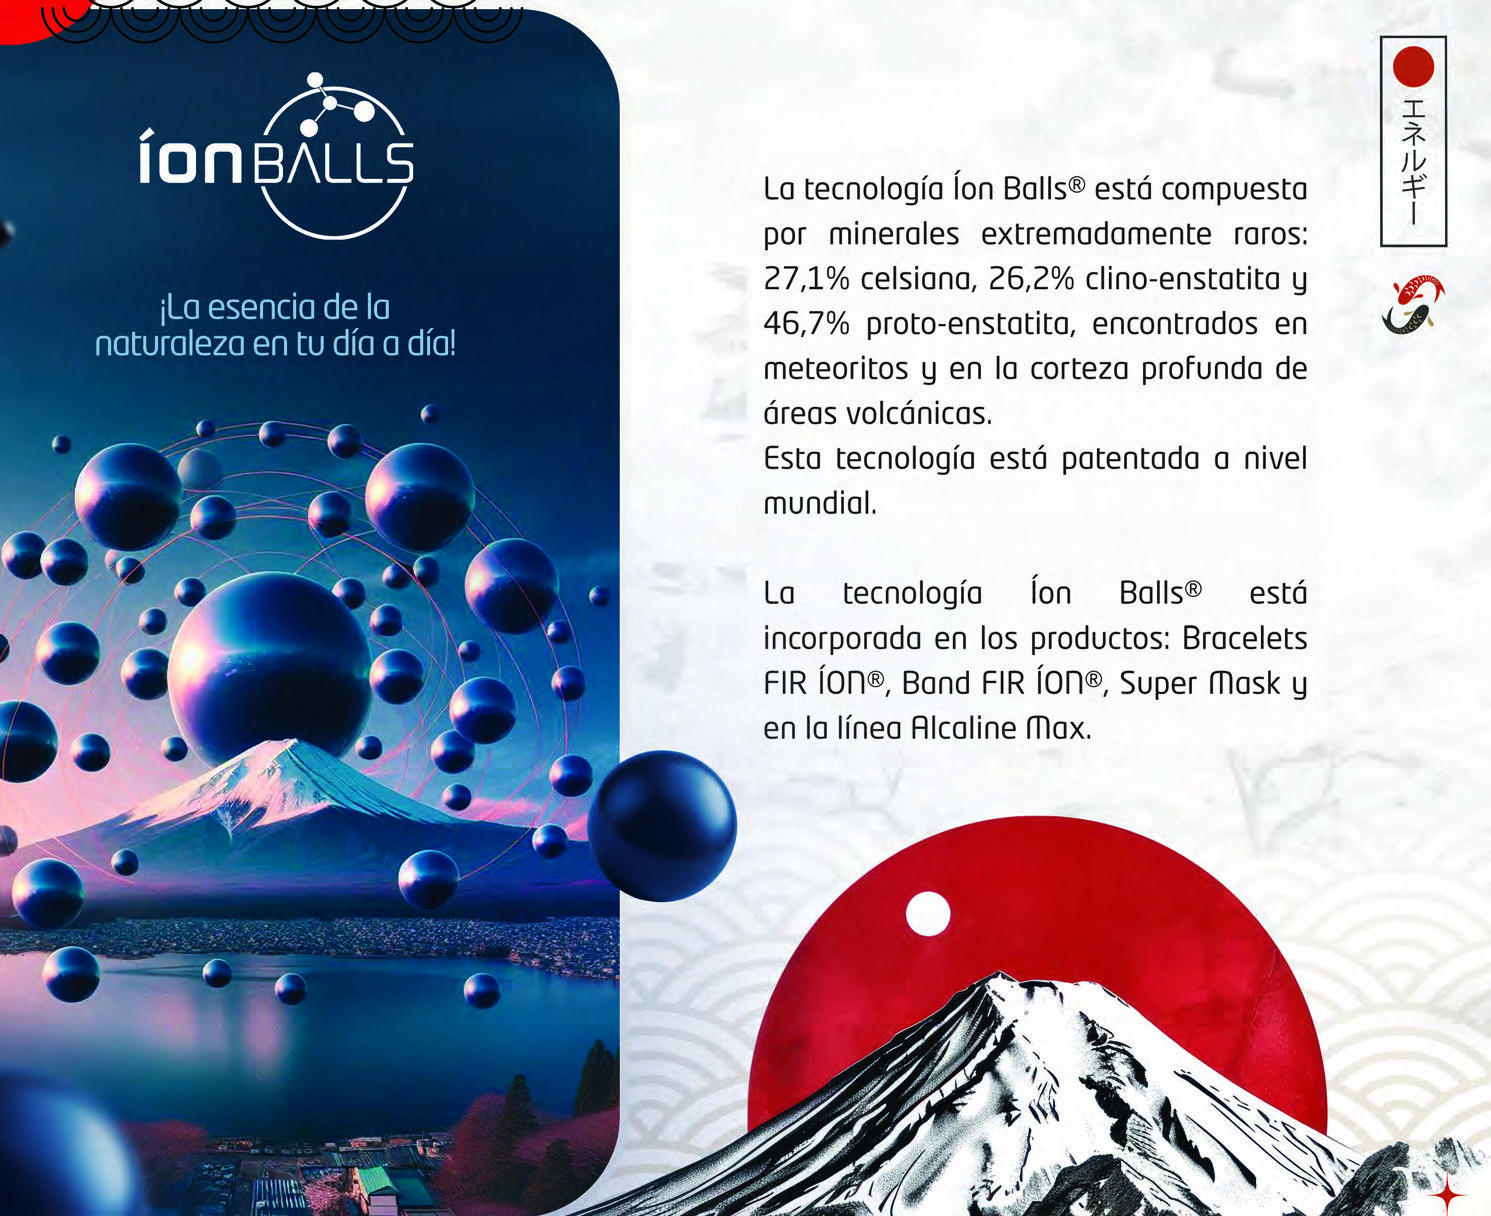 íon BALLS
¡La esencia de la
naturaleza en tu día a día!
La tecnología Íon Balls® está compuesta
por minerales extremadamente raros:
27,1% celsiana, 26,2% clino-enstatita y
46,7% proto-enstatita, encontrados en
meteoritos y en la corteza profunda de
áreas volcánicas.
Esta tecnología está patentada a nivel
mundial.
La tecnología Íon Balls® está
incorporada en los productos: Bracelets
FIR ÍON®, Band FIR ÍON®, Super Mask y
en la línea Alcaline Max.
エネルギー